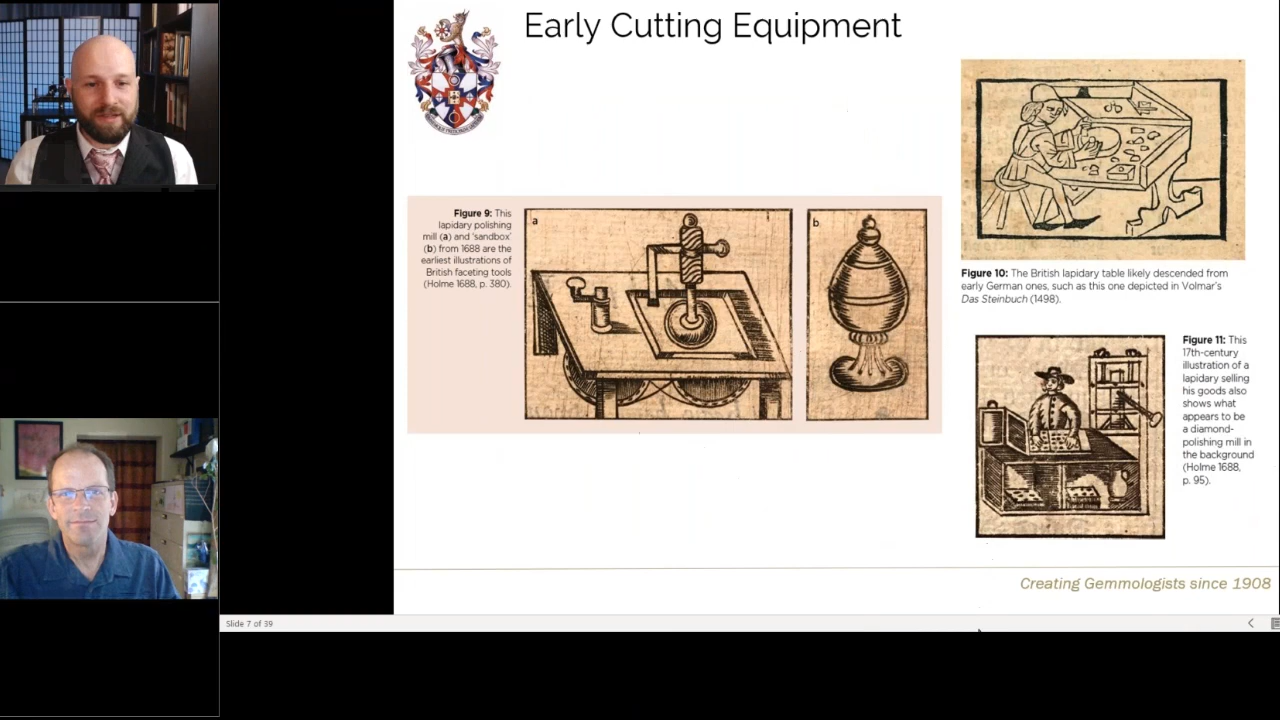 Early Cutting Equipment
Figure 9: This
lapidary polishing
mill (a) and ‘sandbox’
(b) from 1688 are the
earliest illustrations of
British faceting tools
(Holme 1688, p. 380).
a
b
Figure 10: The British lapidary table likely descended from
early German ones, such as this one depicted in Volmar’s
Das Steinbuch (1498).
Figure 11: This
17th-century
illustration of a
lapidary selling
his goods also
shows what
appears to be
a diamond-
polishing mill in
the background
(Holme 1688,
p. 95).
Creating Gemmologists since 1908
Slide 7 of 39